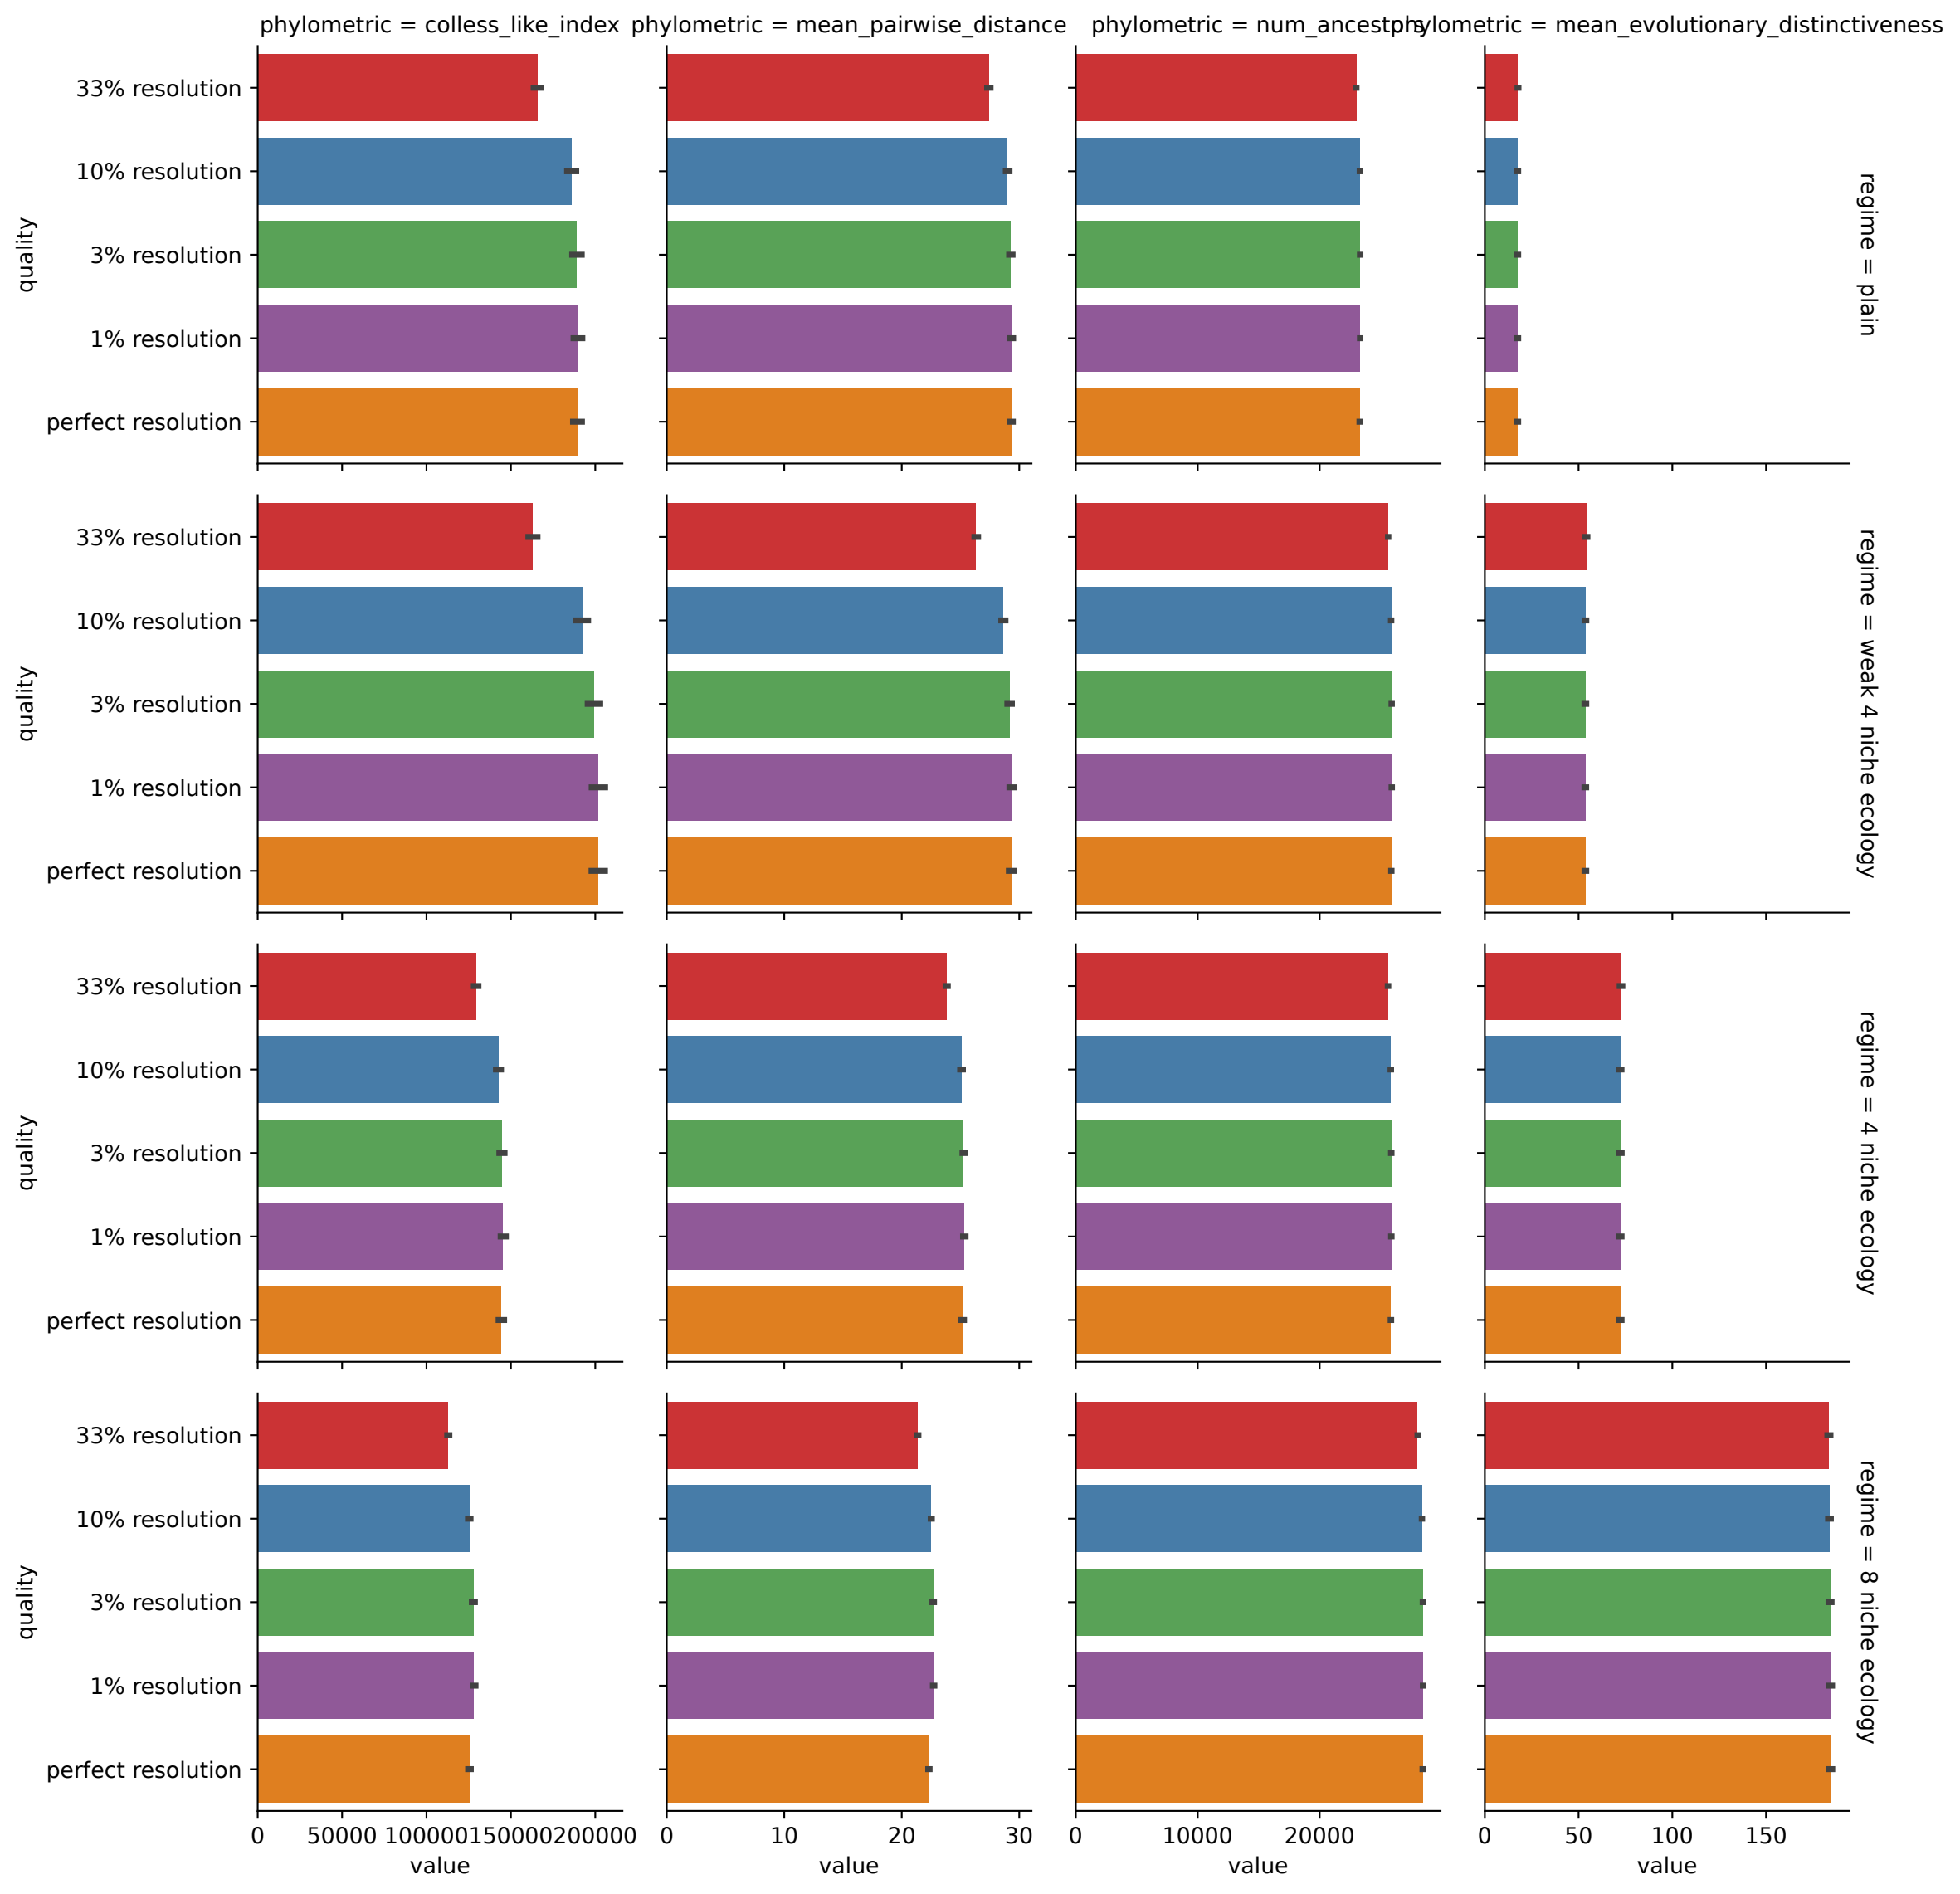 phylometric = colless_like_index
phylometric = mean_pairwise_distance
phylometric = num_ancestors
phylometric = mean_evolutionary_distinctiveness
quality
33% resolution
10% resolution
3% resolution
1% resolution
perfect resolution
regime = plain
quality
33% resolution
10% resolution
3% resolution
1% resolution
perfect resolution
regime = weak 4 niche ecology
quality
33% resolution
10% resolution
3% resolution
1% resolution
perfect resolution
regime = 4 niche ecology
quality
33% resolution
10% resolution
3% resolution
1% resolution
perfect resolution
regime = 8 niche ecology
0 50000 100000 150000 200000
0 10 20 30
0 10000 20000
0 50 100 150
value
value
value
value